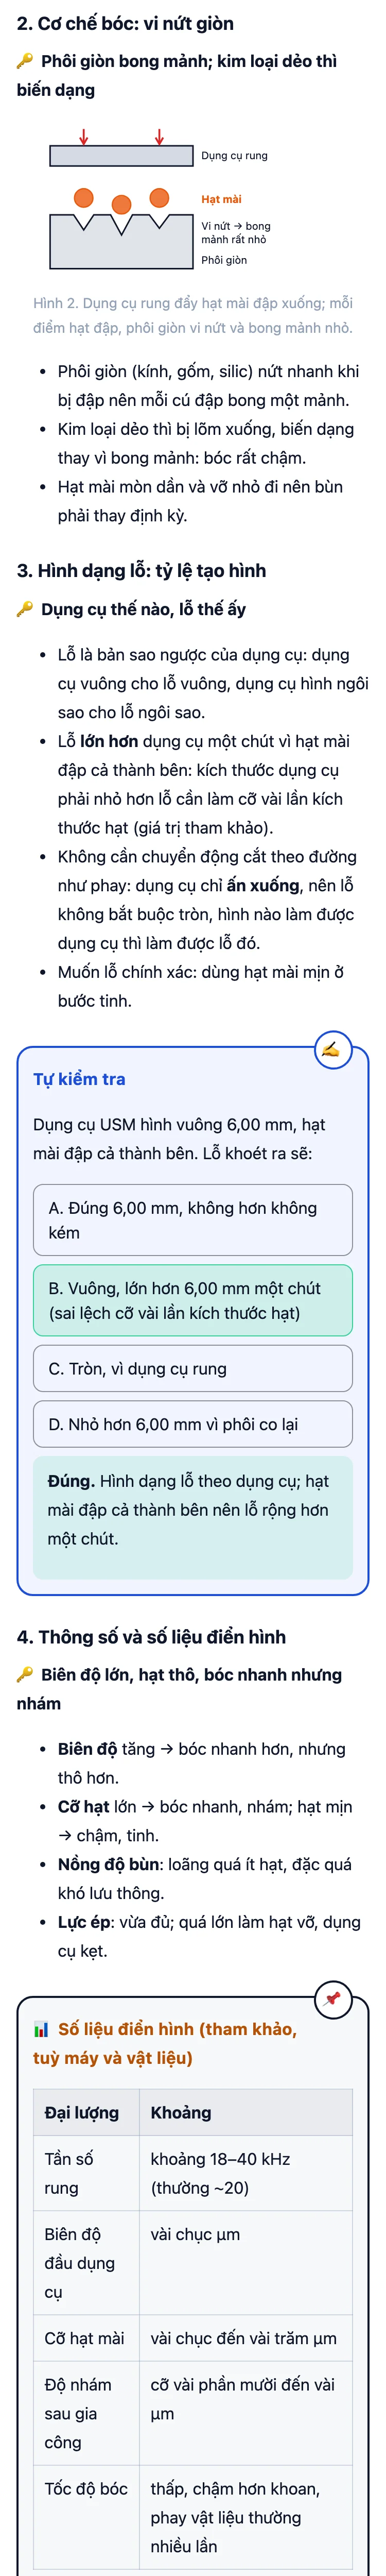 2. Cơ chế bóc: vi nứt giòn
🔑 Phôi giòn bong mảnh; kim loại dẻo thì
biến dạng
Dụng cụ rung
Hạt mài
Vi nứt → bong
mảnh rất nhỏ
Phôi giòn
Hình 2. Dụng cụ rung đẩy hạt mài đập xuống; mỗi
điểm hạt đập, phôi giòn vi nứt và bong mảnh nhỏ.
• Phôi giòn (kính, gốm, silic) nứt nhanh khi
bị đập nên mỗi cú đập bong một mảnh.
• Kim loại dẻo thì bị lõm xuống, biến dạng
thay vì bong mảnh: bóc rất chậm.
• Hạt mài mòn dần và vỡ nhỏ đi nên bùn
phải thay định kỳ.
3. Hình dạng lỗ: tỷ lệ tạo hình
🔑 Dụng cụ thế nào, lỗ thế ấy
• Lỗ là bản sao ngược của dụng cụ: dụng
cụ vuông cho lỗ vuông, dụng cụ hình ngôi
sao cho lỗ ngôi sao.
• Lỗ lớn hơn dụng cụ một chút vì hạt mài
đập cả thành bên: kích thước dụng cụ
phải nhỏ hơn lỗ cần làm cỡ vài lần kích
thước hạt (giá trị tham khảo).
• Không cần chuyển động cắt theo đường
như phay: dụng cụ chỉ ấn xuống, nên lỗ
không bắt buộc tròn, hình nào làm được
dụng cụ thì làm được lỗ đó.
• Muốn lỗ chính xác: dùng hạt mài mịn ở
bước tinh.
Tự kiểm tra
Dụng cụ USM hình vuông 6,00 mm, hạt
mài đập cả thành bên. Lỗ khoét ra sẽ:
A. Đúng 6,00 mm, không hơn không
kém
B. Vuông, lớn hơn 6,00 mm một chút
(sai lệch cỡ vài lần kích thước hạt)
C. Tròn, vì dụng cụ rung
D. Nhỏ hơn 6,00 mm vì phôi co lại
Đúng. Hình dạng lỗ theo dụng cụ; hạt
mài đập cả thành bên nên lỗ rộng hơn
một chút.
4. Thông số và số liệu điển hình
🔑 Biên độ lớn, hạt thô, bóc nhanh nhưng
nhám
• Biên độ tăng → bóc nhanh hơn, nhưng
thô hơn.
• Cỡ hạt lớn → bóc nhanh, nhám; hạt mịn
→ chậm, tinh.
• Nồng độ bùn: loãng quá ít hạt, đặc quá
khó lưu thông.
• Lực ép: vừa đủ; quá lớn làm hạt vỡ, dụng
cụ kẹt.
📊 Số liệu điển hình (tham khảo,
tuỳ máy và vật liệu)
Đại lượng Khoảng
Tần số khoảng 18–40 kHz
rung (thường ~20)
Biên độ vài chục μm
đầu dụng
cụ
Cỡ hạt mài vài chục đến vài trăm μm
Độ nhám cỡ vài phần mười đến vài
sau gia μm
công
Tốc độ bóc thấp, chậm hơn khoan,
phay vật liệu thường
nhiều lần